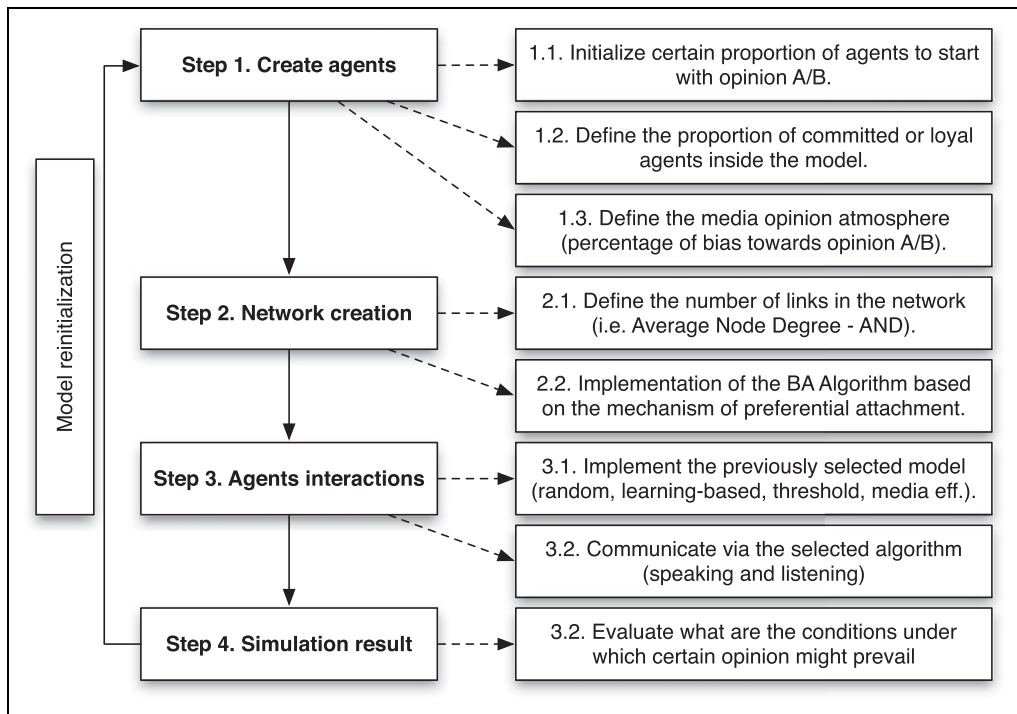 Step 1. Create agents
1.1. Initialize certain proportion of agents to start
with opinion A/B.
1.2. Define the proportion of committed or loyal
agents inside the model.
1.3. Define the media opinion atmosphere
(percentage of bias towards opinion A/B).
Model reinitialization
Step 2. Network creation
2.1. Define the number of links in the network
(i.e. Average Node Degree - AND).
2.2. Implementation of the BA Algorithm based
on the mechanism of preferential attachment.
Step 3. Agents interactions
3.1. Implement the previously selected model
(random, learning-based, threshold, media eff.).
3.2. Communicate via the selected algorithm
(speaking and listening)
Step 4. Simulation result
3.2. Evaluate what are the conditions under
which certain opinion might prevail